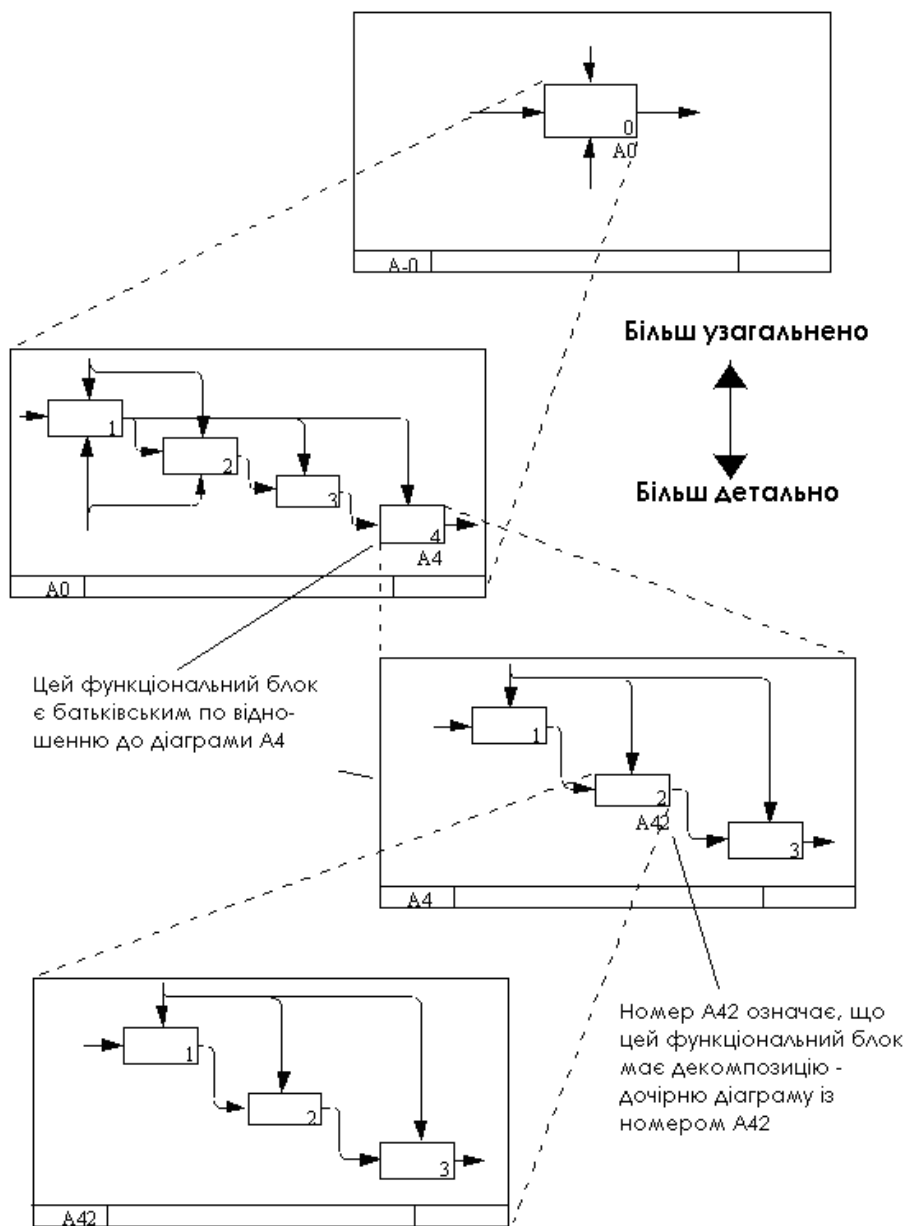 0
A0
A-0
Більш узагальнено
Більш детально
1
2
3
4
A4
A0
Цей функціональний блок
є батьківським по відно-
шенню до діаграми А4
1
2
A42
3
A4
Номер А42 означає, що
цей функціональний блок
має декомпозицію -
дочірню діаграму із
номером А42
1
2
3
A42